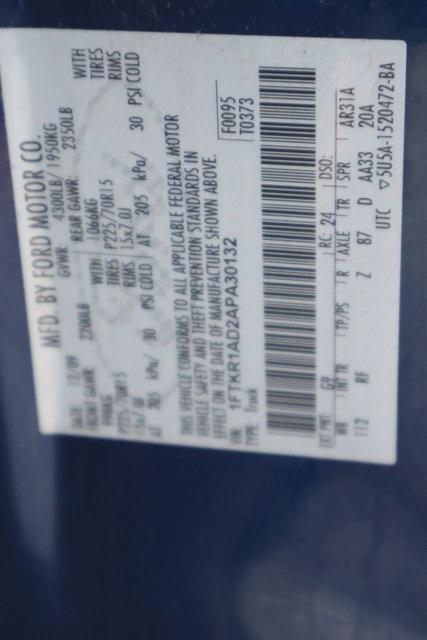 MFD. BY FORD MOTOR CO.
DATE: 12/09 GVWR: 4300LB/ 1950KG
FRONT GAWR: 2200LB REAR GAWR: 2350LB
998KG WITH 1066KG WITH
P225/70R15 TIRES P225/70R15 TIRES
15x7.0J RIMS 15x7.0J RIMS
AT 205 kPa/ 30 PSI COLD AT 205 kPa/ 30 PSI COLD
THIS VEHICLE CONFORMS TO ALL APPLICABLE FEDERAL MOTOR
VEHICLE SAFETY AND THEFT PREVENTION STANDARDS IN
EFFECT ON THE DATE OF MANUFACTURE SHOWN ABOVE.
VIN: 1FTKR1AD2APA30132 F0095
TYPE: Truck T0373
EXT PNT: G9 RC: 24 DSO:
WB INT TR TP/PS R AXLE TR SPR AR31A
112 RF Z 87 D AA33 20A
UTC ▽5U5A-1520472-BA